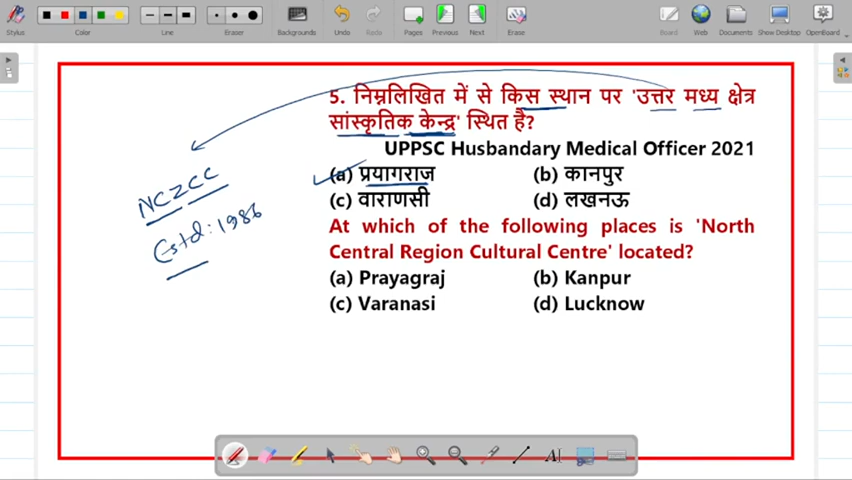 Stylus
Color
Line
Eraser
Backgrounds
Undo
Redo
Pages
Previous
Next
Erase
Board
Web
Documents
Show Desktop
OpenBoard
5. निम्नलिखित में से किस स्थान पर 'उत्तर मध्य क्षेत्र
सांस्कृतिक केन्द्र' स्थित है?
UPPSC Husbandary Medical Officer 2021
(a) प्रयागराज (b) कानपुर
(c) वाराणसी (d) लखनऊ
At which of the following places is 'North
Central Region Cultural Centre' located?
(a) Prayagraj (b) Kanpur
(c) Varanasi (d) Lucknow
NCZCC
Estd: 1986